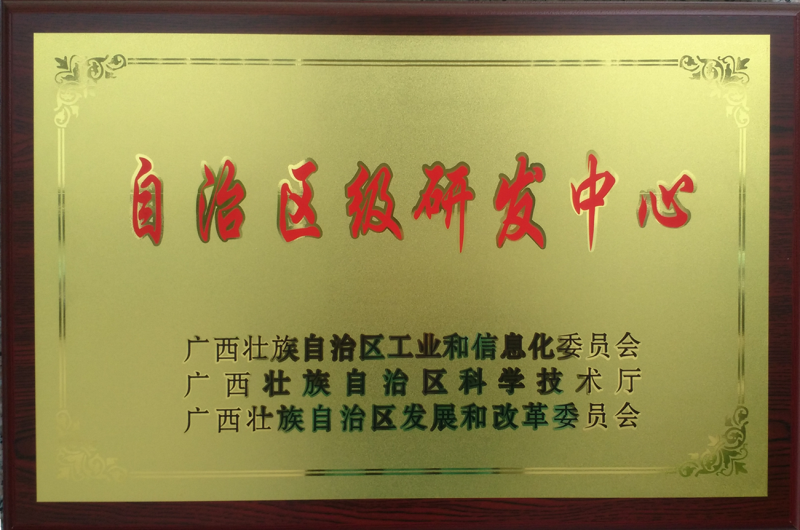 自治区级研发中心
广西壮族自治区工业和信息化委员会
广西壮族自治区科学技术厅
广西壮族自治区发展和改革委员会